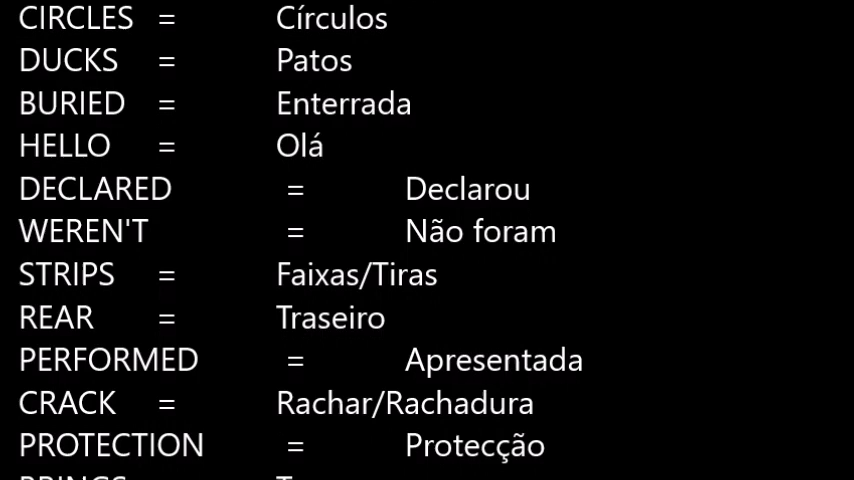 CIRCLES = Círculos
DUCKS = Patos
BURIED = Enterrada
HELLO = Olá
DECLARED = Declarou
WEREN'T = Não foram
STRIPS = Faixas/Tiras
REAR = Traseiro
PERFORMED = Apresentada
CRACK = Rachar/Rachadura
PROTECTION = Protecção